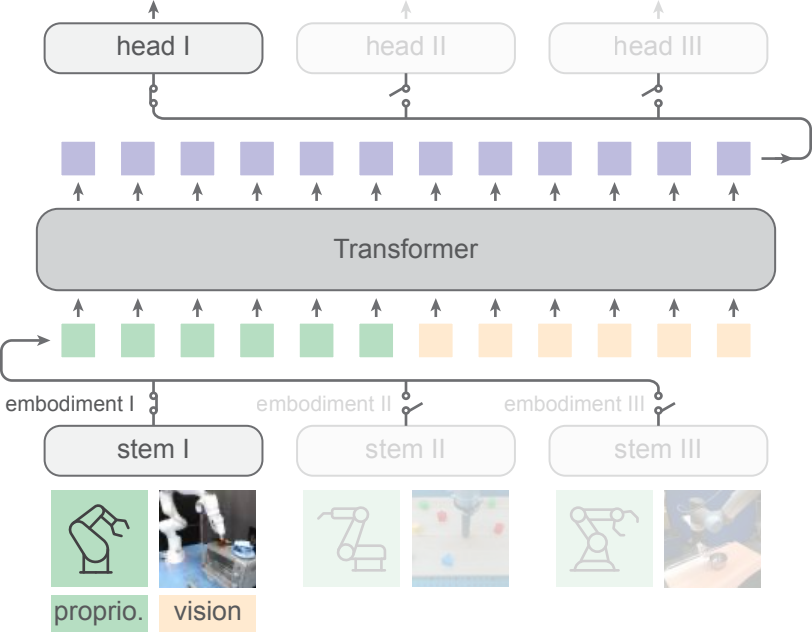 head I
head II
head III
Transformer
embodiment I
embodiment II
embodiment III
stem I
stem II
stem III
proprio.
vision